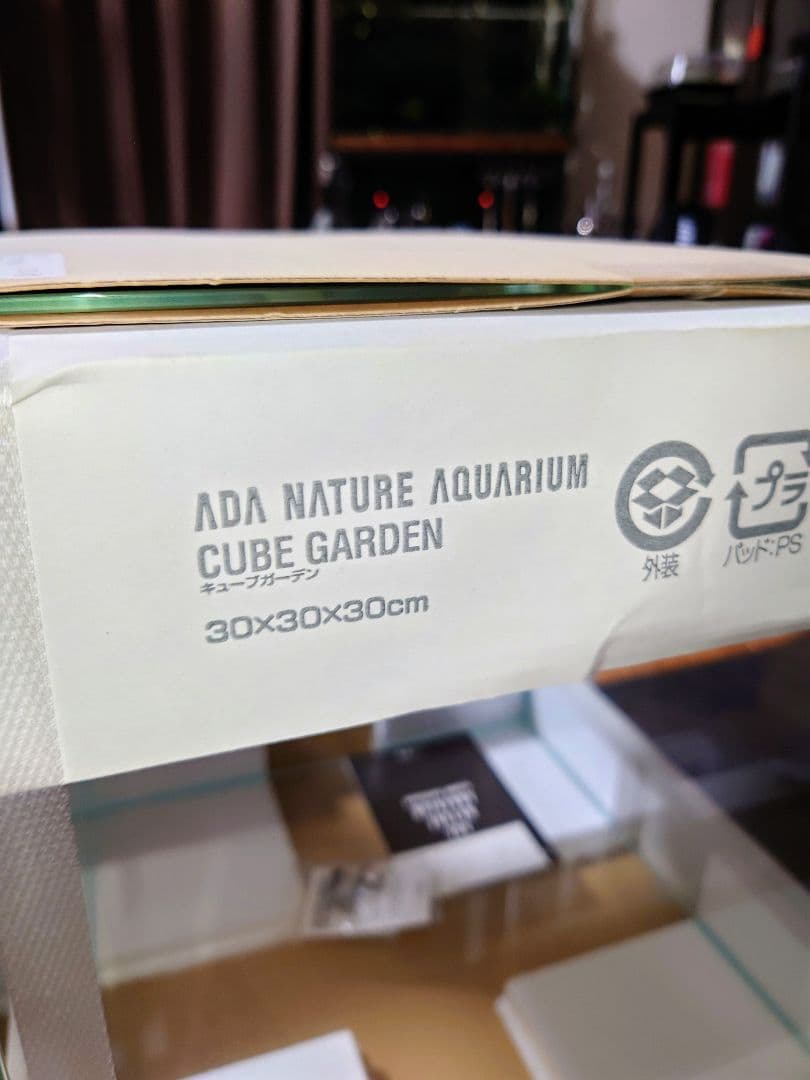 ADA NATURE AQUARIUM
CUBE GARDEN
キューブガーデン
30×30×30cm
外装
プラ
パッド:PS